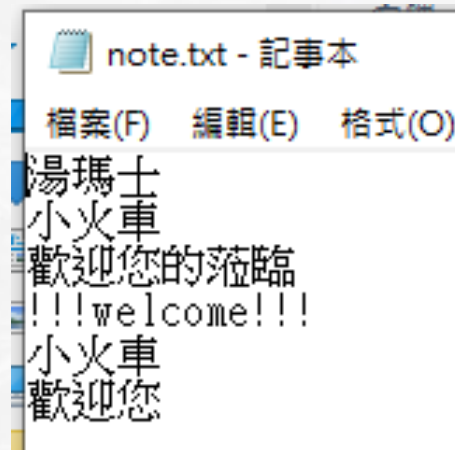 note.txt - 記事本
檔案(F) 編輯(E) 格式(O)
湯瑪士
小火車
歡迎您的蒞臨
!!!welcome!!!
小火車
歡迎您